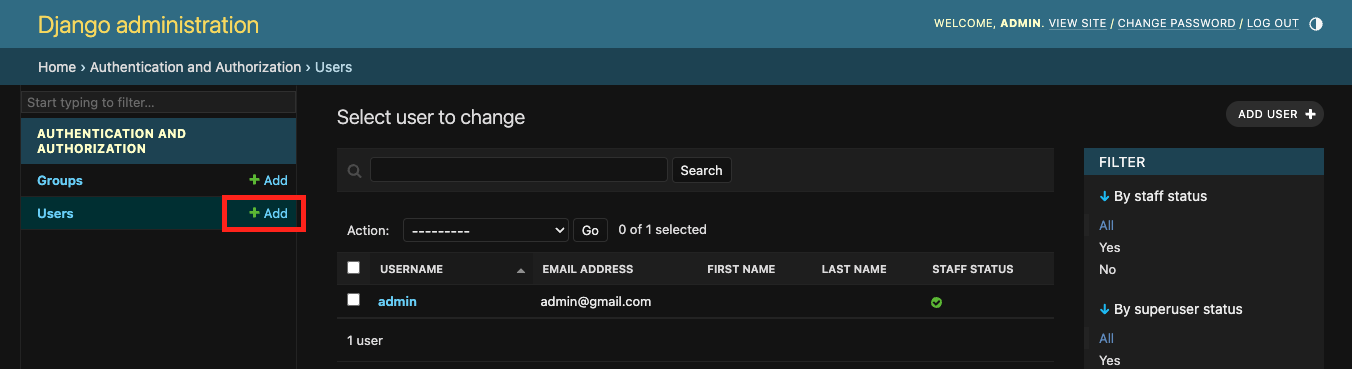 Django administration
WELCOME, ADMIN. VIEW SITE / CHANGE PASSWORD / LOG OUT
Home › Authentication and Authorization › Users
Start typing to filter...
AUTHENTICATION AND
AUTHORIZATION
Groups + Add
Users + Add
Select user to change
ADD USER +
Search
Action: --------- Go 0 of 1 selected
USERNAME EMAIL ADDRESS FIRST NAME LAST NAME STAFF STATUS
admin admin@gmail.com
1 user
FILTER
↓ By staff status
All
Yes
No
↓ By superuser status
All
Yes